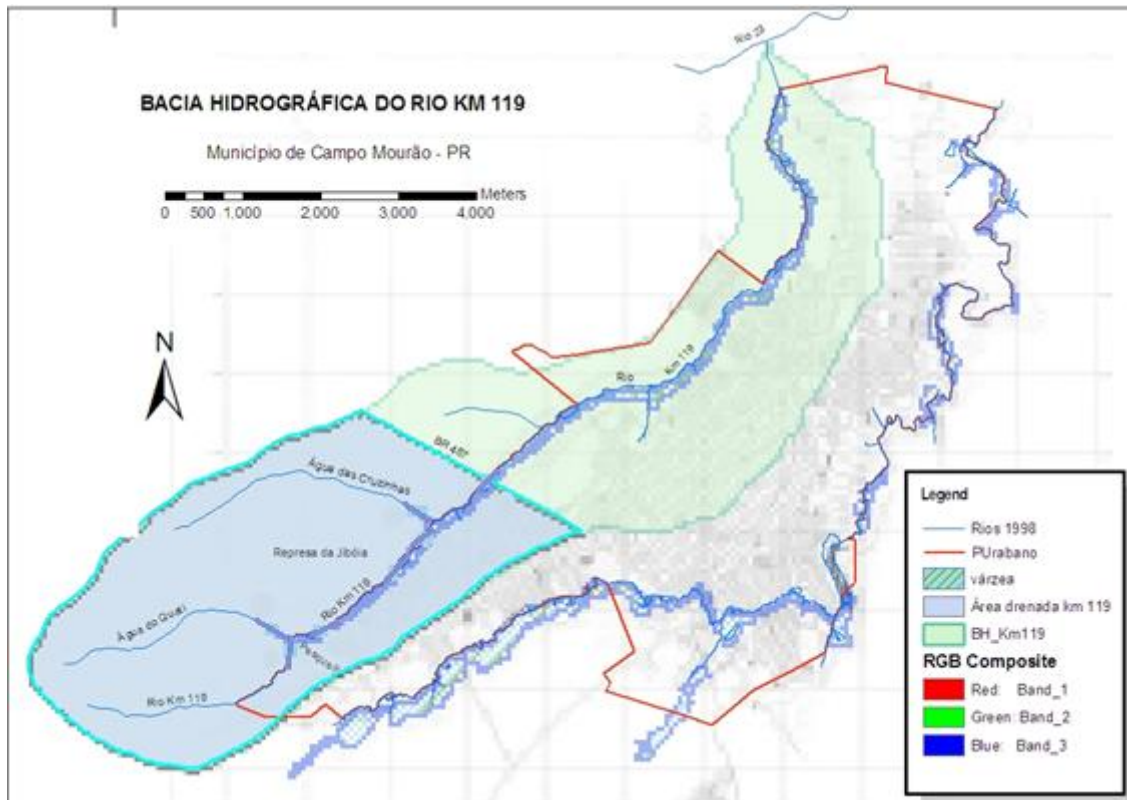 BACIA HIDROGRÁFICA DO RIO KM 119
Município de Campo Mourão - PR
Meters
0 500 1.000 2.000 3.000 4.000
N
Rio
Rio
Km 119
BR 487
Água das Cruzinhas
Represa da Jibóia
Rio Km 119
Água do
Rio Km 119
Legend
Rios 1998
PUrabano
várzea
Área drenada km 119
BH_Km119
RGB Composite
Red: Band_1
Green: Band_2
Blue: Band_3